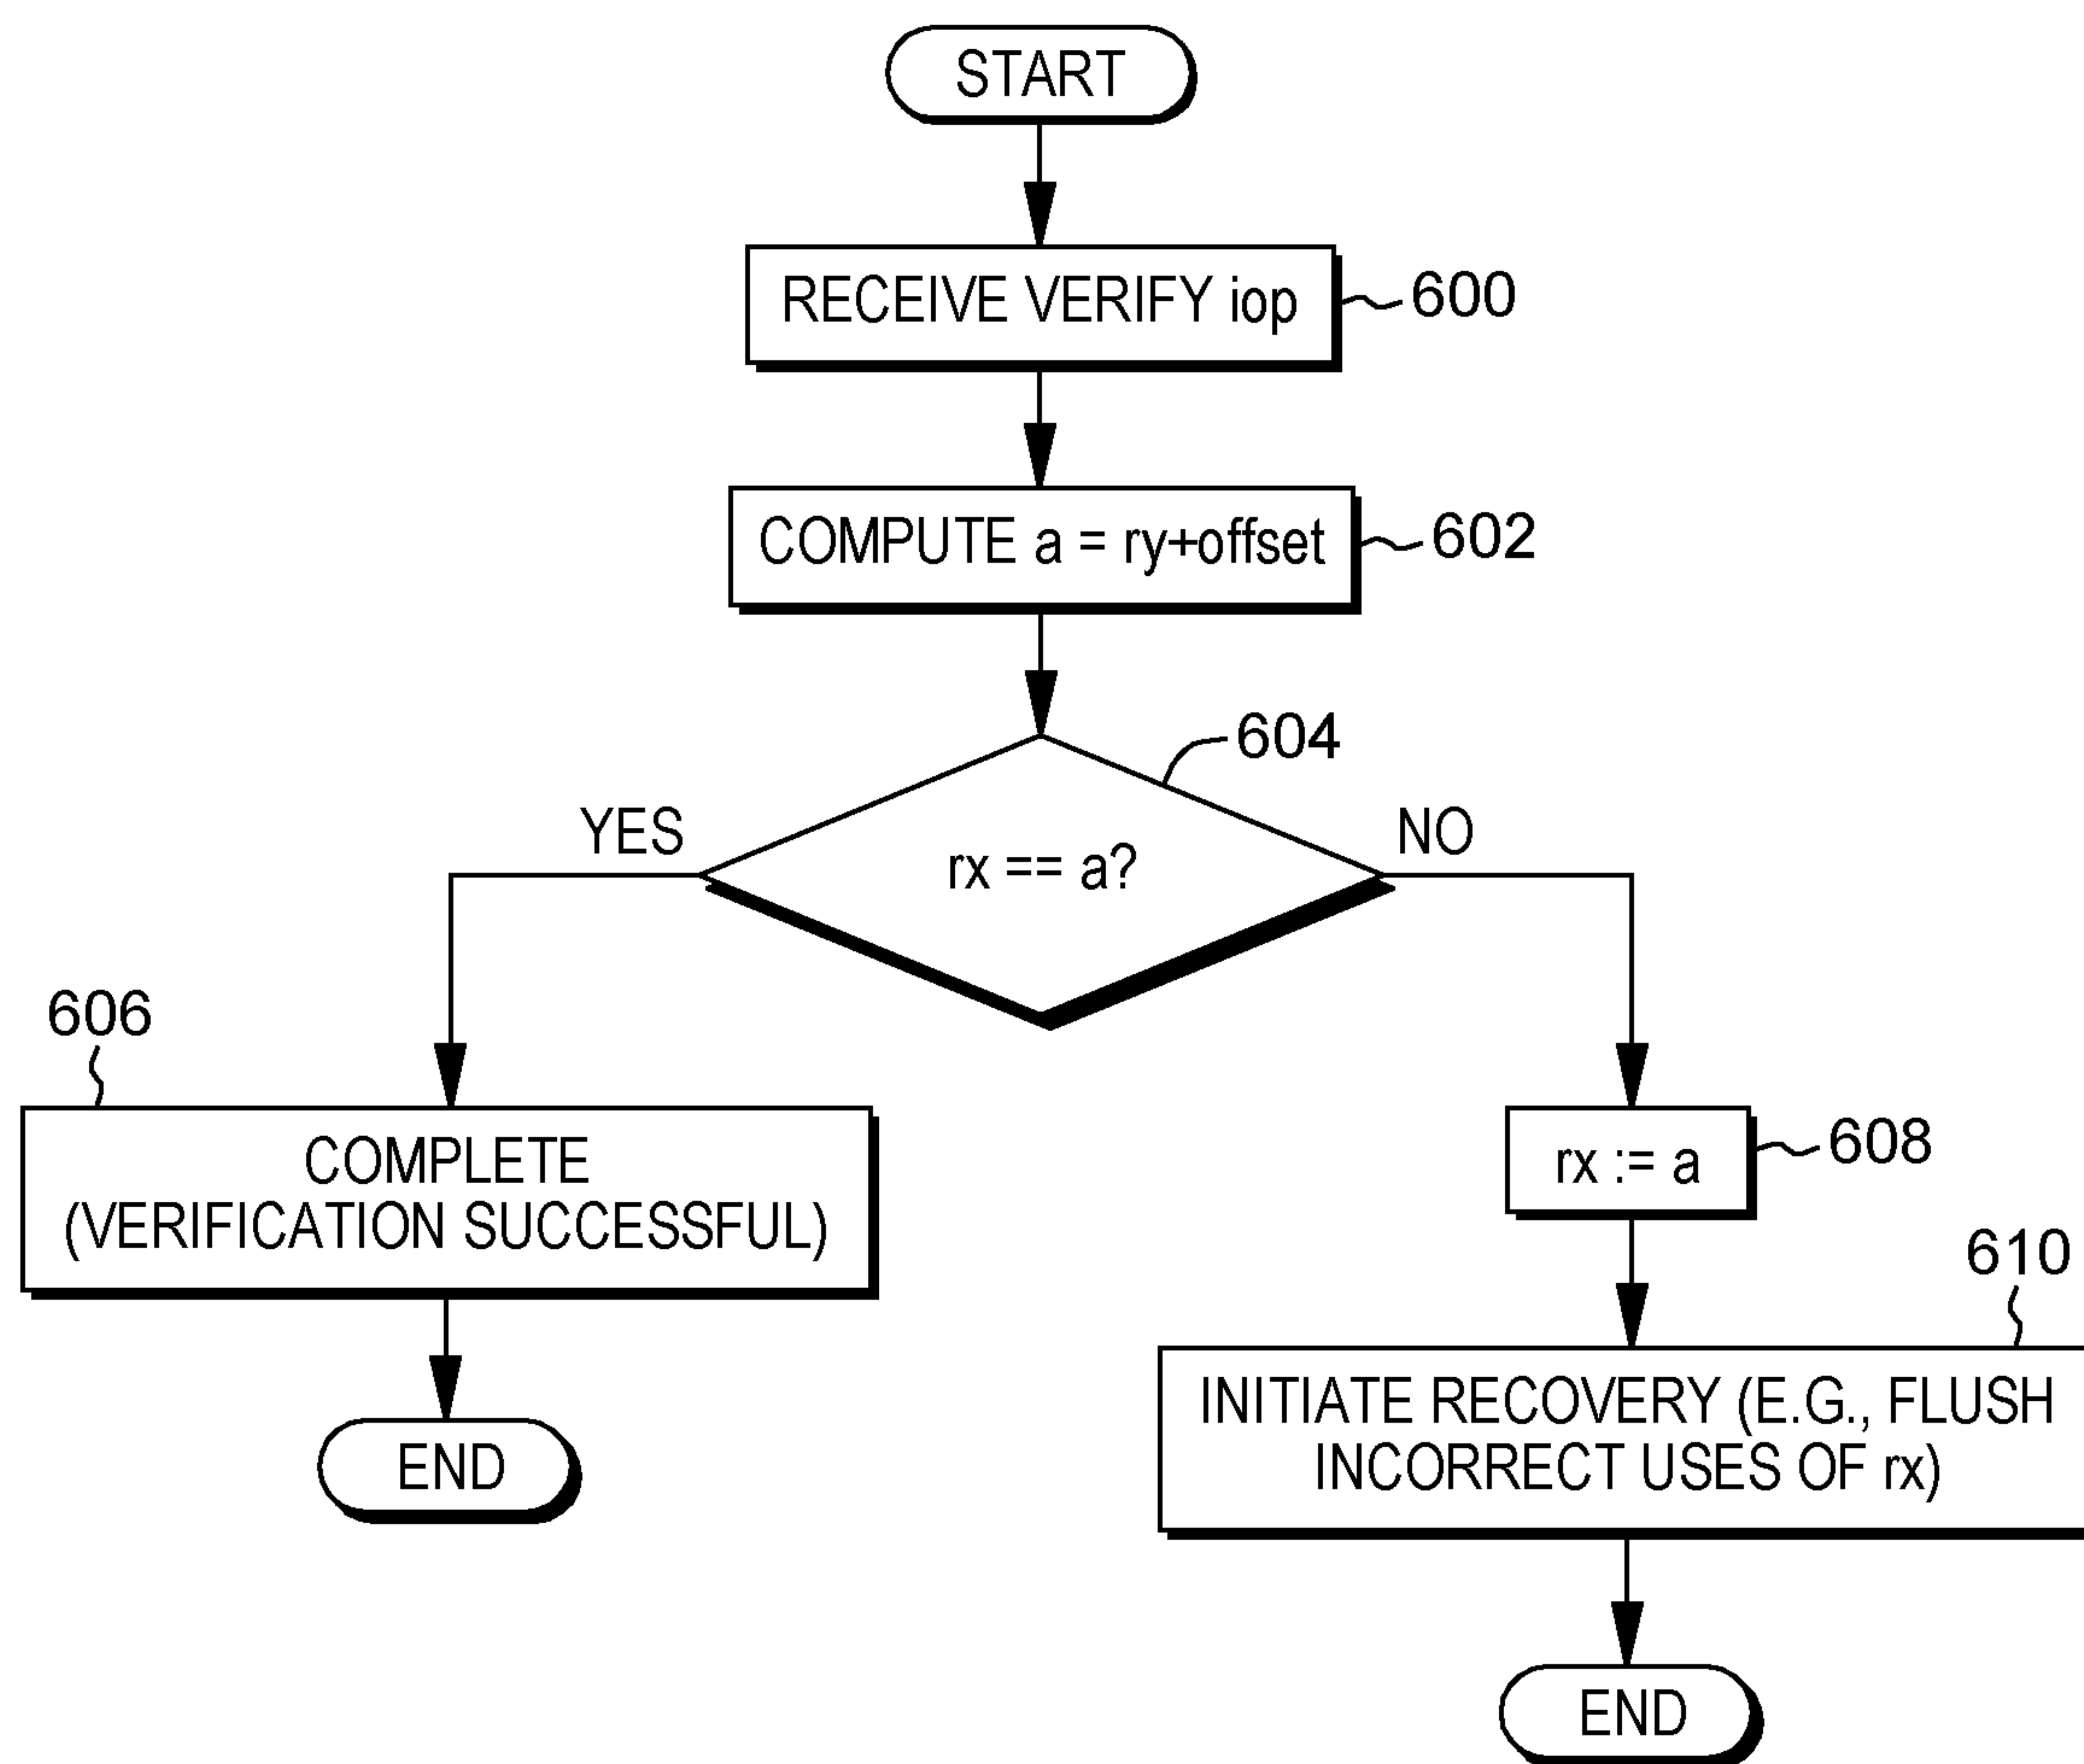 START
RECEIVE VERIFY iop
600
COMPUTE a = ry+offset
602
604
YES
rx == a?
NO
606
COMPLETE
(VERIFICATION SUCCESSFUL)
rx := a
608
610
INITIATE RECOVERY (E.G., FLUSH
INCORRECT USES OF rx)
END
END